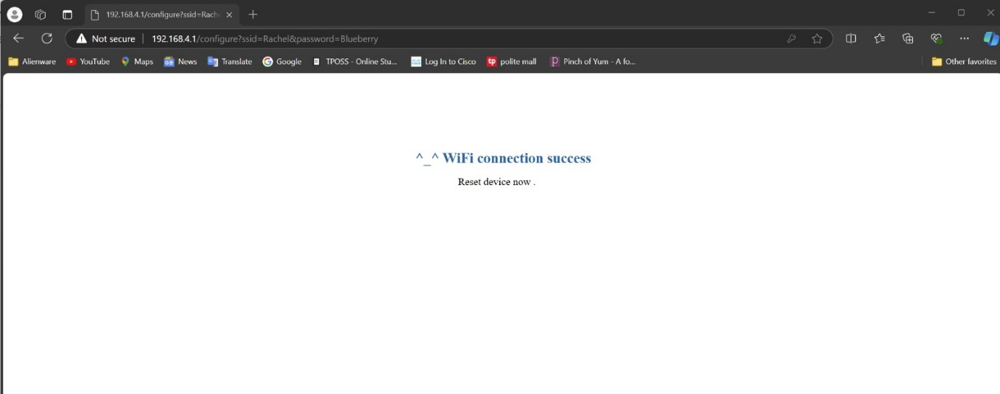 192.168.4.1/configure?ssid=Rach
Not secure 192.168.4.1/configure?ssid=Rachel&password=Blueberry
Alienware YouTube Maps News Translate Google TPOSS - Online Stu... Log In to Cisco polite mall Pinch of Yum - A fo... Other favorites
^_^ WiFi connection success
Reset device now .